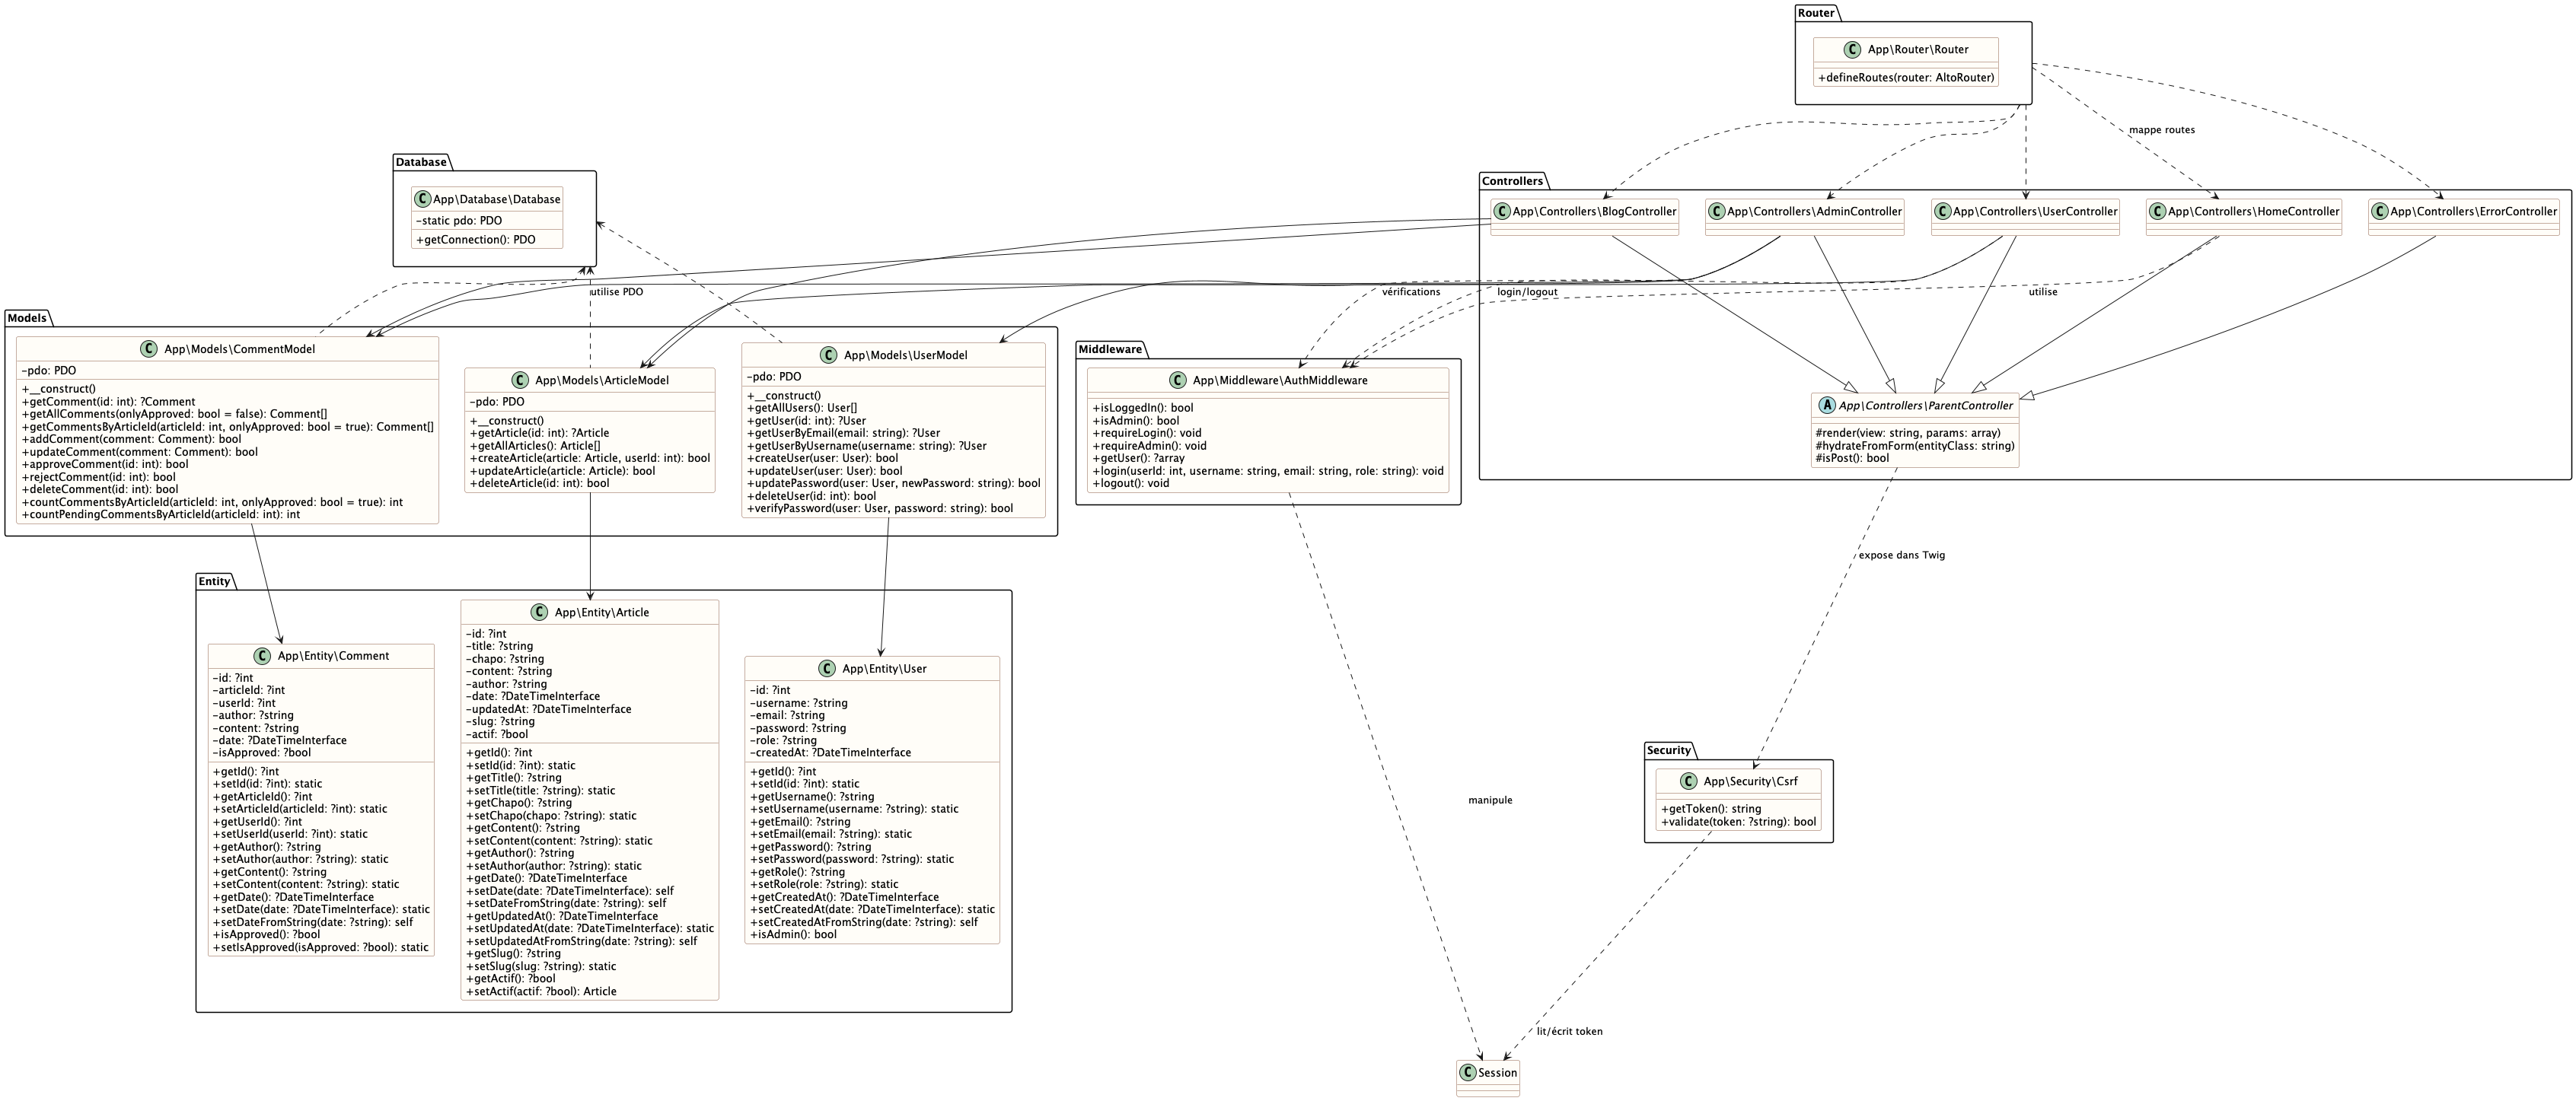 Router
C App\Router\Router
+defineRoutes(router: AltoRouter)
mappe routes
Database
C App\Database\Database
-static pdo: PDO
+getConnection(): PDO
Controllers
C App\Controllers\BlogController
C App\Controllers\AdminController
C App\Controllers\UserController
C App\Controllers\HomeController
C App\Controllers\ErrorController
utilise PDO
vérifications
login/logout
utilise
Models
C App\Models\CommentModel
-pdo: PDO
+__construct()
+getComment(id: int): ?Comment
+getAllComments(onlyApproved: bool = false): Comment[]
+getCommentsByArticleId(articleId: int, onlyApproved: bool = true): Comment[]
+addComment(comment: Comment): bool
+updateComment(comment: Comment): bool
+approveComment(id: int): bool
+rejectComment(id: int): bool
+deleteComment(id: int): bool
+countCommentsByArticleId(articleId: int, onlyApproved: bool = true): int
+countPendingCommentsByArticleId(articleId: int): int
C App\Models\ArticleModel
-pdo: PDO
+__construct()
+getArticle(id: int): ?Article
+getAllArticles(): Article[]
+createArticle(article: Article, userId: int): bool
+updateArticle(article: Article): bool
+deleteArticle(id: int): bool
C App\Models\UserModel
-pdo: PDO
+__construct()
+getAllUsers(): User[]
+getUser(id: int): ?User
+getUserByEmail(email: string): ?User
+getUserByUsername(username: string): ?User
+createUser(user: User): bool
+updateUser(user: User): bool
+updatePassword(user: User, newPassword: string): bool
+deleteUser(id: int): bool
+verifyPassword(user: User, password: string): bool
Middleware
C App\Middleware\AuthMiddleware
+isLoggedIn(): bool
+isAdmin(): bool
+requireLogin(): void
+requireAdmin(): void
+getUser(): ?array
+login(userId: int, username: string, email: string, role: string): void
+logout(): void
A App\Controllers\ParentController
#render(view: string, params: array)
#hydrateFromForm(entityClass: string)
#isPost(): bool
expose dans Twig
Entity
C App\Entity\Comment
-id: ?int
-articleId: ?int
-userId: ?int
-author: ?string
-content: ?string
-date: ?DateTimeInterface
-isApproved: ?bool
+getId(): ?int
+setId(id: ?int): static
+getArticleId(): ?int
+setArticleId(articleId: ?int): static
+getUserId(): ?int
+setUserId(userId: ?int): static
+getAuthor(): ?string
+setAuthor(author: ?string): static
+getContent(): ?string
+setContent(content: ?string): static
+getDate(): ?DateTimeInterface
+setDate(date: ?DateTimeInterface): static
+setDateFromString(date: ?string): self
+isApproved(): ?bool
+setIsApproved(isApproved: ?bool): static
C App\Entity\Article
-id: ?int
-title: ?string
-chapo: ?string
-content: ?string
-author: ?string
-date: ?DateTimeInterface
-updatedAt: ?DateTimeInterface
-slug: ?string
-actif: ?bool
+getId(): ?int
+setId(id: ?int): static
+getTitle(): ?string
+setTitle(title: ?string): static
+getChapo(): ?string
+setChapo(chapo: ?string): static
+getContent(): ?string
+setContent(content: ?string): static
+getAuthor(): ?string
+setAuthor(author: ?string): static
+getDate(): ?DateTimeInterface
+setDate(date: ?DateTimeInterface): self
+setDateFromString(date: ?string): self
+getUpdatedAt(): ?DateTimeInterface
+setUpdatedAt(date: ?DateTimeInterface): static
+setUpdatedAtFromString(date: ?string): self
+getSlug(): ?string
+setSlug(slug: ?string): static
+getActif(): ?bool
+setActif(actif: ?bool): Article
C App\Entity\User
-id: ?int
-username: ?string
-email: ?string
-password: ?string
-role: ?string
-createdAt: ?DateTimeInterface
+getId(): ?int
+setId(id: ?int): static
+getUsername(): ?string
+setUsername(username: ?string): static
+getEmail(): ?string
+setEmail(email: ?string): static
+getPassword(): ?string
+setPassword(password: ?string): static
+getRole(): ?string
+setRole(role: ?string): static
+getCreatedAt(): ?DateTimeInterface
+setCreatedAt(date: ?DateTimeInterface): static
+setCreatedAtFromString(date: ?string): self
+isAdmin(): bool
manipule
Security
C App\Security\Csrf
+getToken(): string
+validate(token: ?string): bool
lit/écrit token
C Session